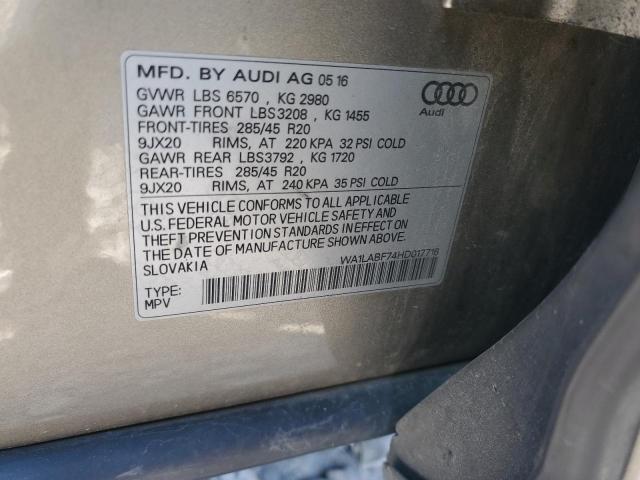 MFD. BY AUDI AG 05 16
GVWR LBS 6570 , KG 2980
GAWR FRONT LBS3208 , KG 1455
FRONT-TIRES 285/45 R20
9JX20 RIMS, AT 220 KPA 32 PSI COLD
GAWR REAR LBS3792 , KG 1720
REAR-TIRES 285/45 R20
9JX20 RIMS, AT 240 KPA 35 PSI COLD
Audi
THIS VEHICLE CONFORMS TO ALL APPLICABLE
U.S. FEDERAL MOTOR VEHICLE SAFETY AND
THEFT PREVENTION STANDARDS IN EFFECT ON
THE DATE OF MANUFACTURE SHOWN ABOVE.
SLOVAKIA
WA1LABF74HD012716
TYPE:
MPV